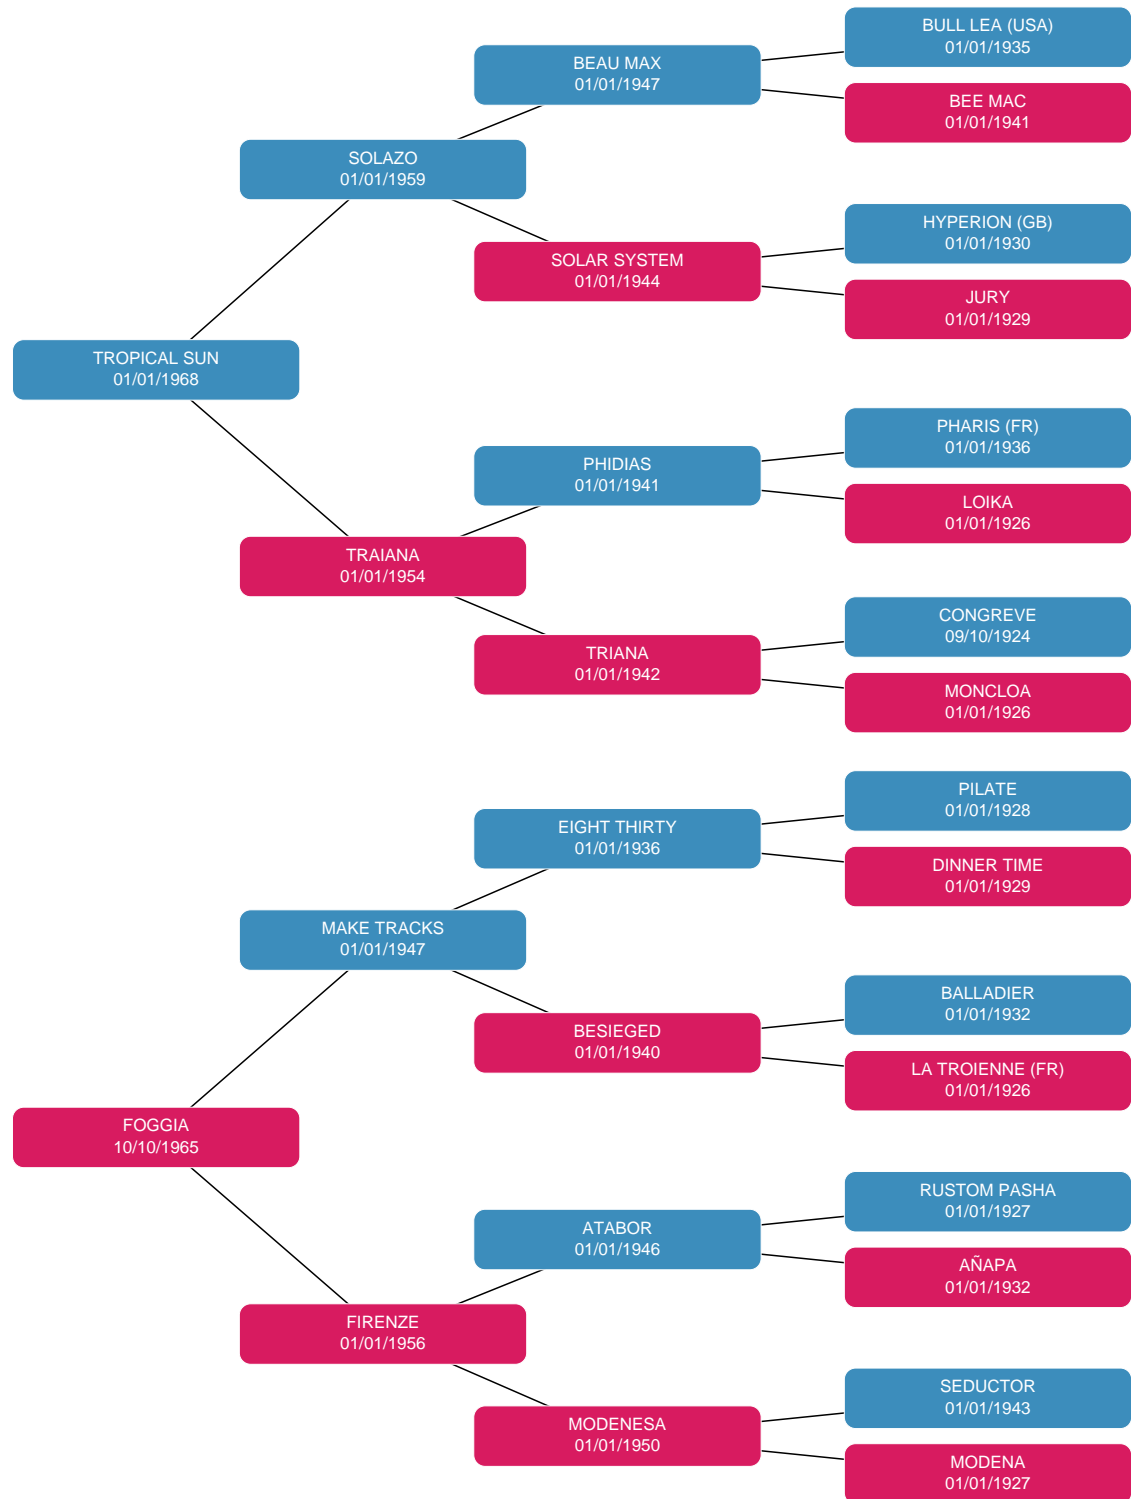 BULL LEA (USA)
01/01/1935
BEAU MAX
01/01/1947
BEE MAC
01/01/1941
SOLAZO
01/01/1959
HYPERION (GB)
01/01/1930
SOLAR SYSTEM
01/01/1944
JURY
01/01/1929
TROPICAL SUN
01/01/1968
PHARIS (FR)
01/01/1936
PHIDIAS
01/01/1941
LOIKA
01/01/1926
TRAIANA
01/01/1954
CONGREVE
09/10/1924
TRIANA
01/01/1942
MONCLOA
01/01/1926
PILATE
01/01/1928
EIGHT THIRTY
01/01/1936
DINNER TIME
01/01/1929
MAKE TRACKS
01/01/1947
BALLADIER
01/01/1932
BESIEGED
01/01/1940
LA TROIENNE (FR)
01/01/1926
FOGGIA
10/10/1965
RUSTOM PASHA
01/01/1927
ATABOR
01/01/1946
AÑAPA
01/01/1932
FIRENZE
01/01/1956
SEDUCTOR
01/01/1943
MODENESA
01/01/1950
MODENA
01/01/1927